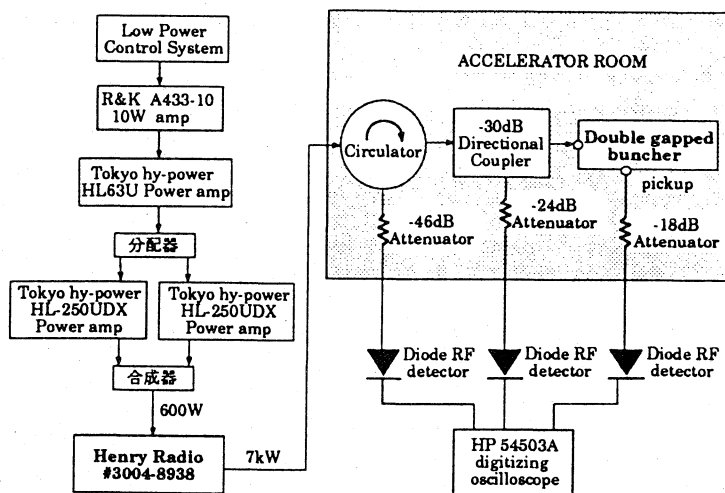 Low Power
Control System
R&K A433-10
10W amp
Tokyo hy-power
HL63U Power amp
分配器
Tokyo hy-power
HL-250UDX
Power amp
Tokyo hy-power
HL-250UDX
Power amp
合成器
600W
Henry Radio
#3004-8938
7kW
ACCELERATOR ROOM
Circulator
-30dB
Directional
Coupler
Double gapped
buncher
pickup
-46dB
Attenuator
-24dB
Attenuator
-18dB
Attenuator
Diode RF
detector
Diode RF
detector
Diode RF
detector
HP 54503A
digitizing
oscilloscope